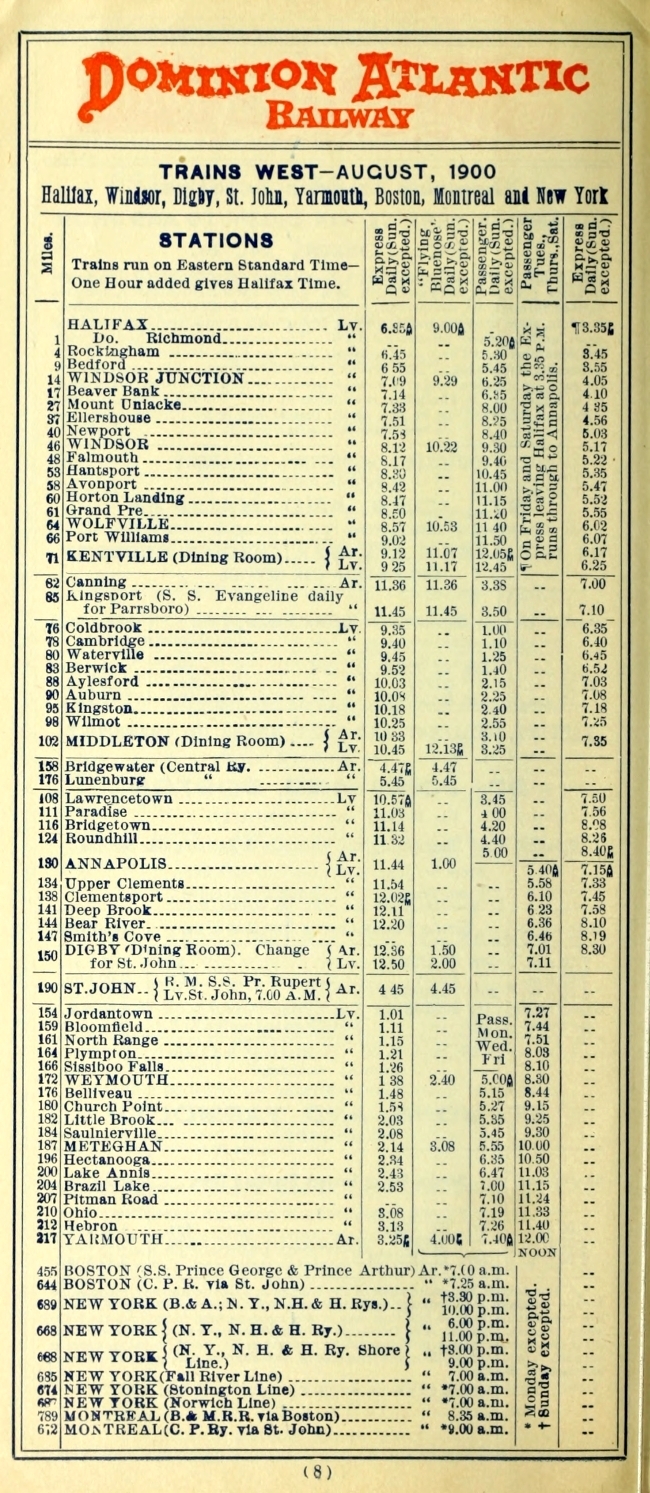 DOMINION ATLANTIC
RAILWAY
TRAINS WEST—AUGUST, 1900
Halifax, Windsor, Digby, St. John, Yarmouth, Boston, Montreal and New York
Miles. STATIONS Express Daily (Sun. excepted.) "Flying Bluenose" Daily (Sun. excepted.) Passenger. Daily (Sun. excepted.) Passenger Tues., Thurs., Sat. Express Daily (Sun. excepted.)
Trains run on Eastern Standard Time—
One Hour added gives Halifax Time.
HALIFAX Lv. 6.35A 9.00A ¶3.35P
1 Do. Richmond " -- -- 5.20A --
4 Rockingham " 6.45 -- 5.30 3.45
9 Bedford " 6 55 -- 5.45 3.55
14 WINDSOR JUNCTION " 7.09 9.29 6.25 4.05
17 Beaver Bank " 7.14 -- 6.35 4 10
27 Mount Uniacke " 7.33 -- 8.00 4 35
37 Ellershouse " 7.51 -- 8.25 4.56
40 Newport " 7.58 -- 8.40 5.03
46 WINDSOR " 8.12 10.22 9.30 5.17
48 Falmouth " 8.17 -- 9.40 5.22
53 Hantsport " 8.30 -- 10.45 5.35
58 Avonport " 8.42 -- 11.00 5.47
60 Horton Landing " 8.47 -- 11.15 5.52
61 Grand Pre " 8.50 -- 11.20 5.55
64 WOLFVILLE " 8.57 10.53 11 40 6.02
66 Port Williams " 9.02 -- 11.50 6.07
71 KENTVILLE (Dining Room) Ar. 9.12 11.07 12.05P 6.17
Lv. 9 25 11.17 12.45 6.25
¶ On Friday and Saturday the Express leaving Halifax at 3.35 P.M. runs through to Annapolis.
82 Canning Ar. 11.36 11.36 3.38 -- 7.00
85 Kingsport (S. S. Evangeline daily
for Parrsboro) " 11.45 11.45 3.50 -- 7.10
76 Coldbrook Lv. 9.35 -- 1.00 -- 6.35
78 Cambridge " 9.40 -- 1.10 -- 6.40
80 Waterville " 9.45 -- 1.25 -- 6.45
83 Berwick " 9.52 -- 1.40 -- 6.52
88 Aylesford " 10.03 -- 2.15 -- 7.03
90 Auburn " 10.08 -- 2.25 -- 7.08
95 Kingston " 10.18 -- 2.40 -- 7.18
98 Wilmot " 10.25 -- 2.55 -- 7.25
102 MIDDLETON (Dining Room) Ar. 10 33 -- 3.10 -- 7.35
Lv. 10.45 12.13P 3.25
158 Bridgewater (Central Ry. Ar. 4.47P 4.47 -- -- --
176 Lunenburg " " 5.45 5.45 -- -- --
108 Lawrencetown Lv 10.57A -- 3.45 -- 7.50
111 Paradise " 11.03 -- 4 00 -- 7.56
116 Bridgetown " 11.14 -- 4.20 -- 8.08
124 Roundhill " 11 32 -- 4.40 -- 8.25
130 ANNAPOLIS Ar. 11.44 1.00 5.00 -- 8.40P
Lv. 5.40A 7.15A
134 Upper Clements " 11.54 -- -- 5.58 7.33
138 Clementsport " 12.02P -- -- 6.10 7.45
141 Deep Brook " 12.11 -- -- 6 23 7.58
144 Bear River " 12.20 -- -- 6.36 8.10
147 Smith's Cove " -- -- -- 6.46 8.19
150 DIGBY (Dining Room). Change Ar. 12.36 1.50 -- 7.01 8.30
for St. John Lv. 12.50 2.00 7.11
190 ST. JOHN R. M. S.S. Pr. Rupert
Lv. St. John, 7.00 A.M. Ar. 4 45 4.45 -- -- --
154 Jordantown Lv. 1.01 -- Pass. 7.27 --
159 Bloomfield " 1.11 -- Mon. 7.44 --
161 North Range " 1.15 -- Wed. 7.51 --
164 Plympton " 1.21 -- Fri 8.03 --
166 Sissiboo Falls " 1.26 -- 8.10 --
172 WEYMOUTH " 1 38 2.40 5.00A 8.30 --
176 Belliveau " 1.48 -- 5.15 8.44 --
180 Church Point " 1.58 -- 5.27 9.15 --
182 Little Brook " 2.03 -- 5.35 9.25 --
184 Saulnierville " 2.08 -- 5.45 9.30 --
187 METEGHAN " 2.14 3.08 5.55 10.00 --
196 Hectanooga " 2.34 -- 6.35 10.50 --
200 Lake Annis " 2.43 -- 6.47 11.03 --
204 Brazil Lake " 2.53 -- 7.00 11.15 --
207 Pitman Road " -- -- 7.10 11.24 --
210 Ohio " 3.08 -- 7.19 11.33 --
212 Hebron " 3.13 -- 7.26 11.40 --
217 YARMOUTH Ar. 3.25P 4.00P 7.40A 12.00 --
NOON
455 BOSTON (S.S. Prince George & Prince Arthur) Ar. *7.00 a.m.
644 BOSTON (C. P. R. via St. John) " *7.25 a.m.
689 NEW YORK (B. & A.; N. Y., N.H. & H. Rys.) " †3.30 p.m.
10.00 p.m.
668 NEW YORK (N. Y., N. H. & H. Ry.) " 6.00 p.m.
11.00 p.m.
668 NEW YORK (N. Y., N. H. & H. Ry. Shore Line.) " †3.00 p.m.
9.00 p.m.
685 NEW YORK (Fall River Line) " 7.00 a.m.
674 NEW YORK (Stonington Line) " *7.00 a.m.
NEW YORK (Norwich Line) " *7.00 a.m.
789 MONTREAL (B. & M.R.R. via Boston) " 8.35 a.m.
672 MONTREAL (C. P. Ry. via St. John) " *9.00 a.m.
* Monday excepted.
† Sunday excepted.
(8)